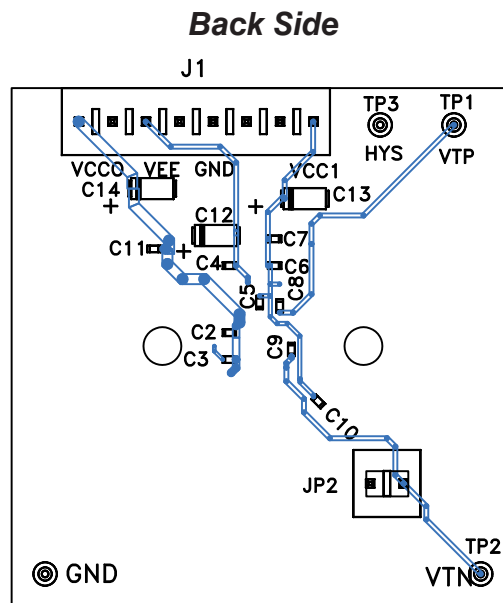 Back Side
J1
TP3
TP1
HYS
VTP
VCCO VEE GND VCC1
C14
C13
+
+
C12
C7
C11
+
C4
C6
C5
C8
C2
C9
C3
C10
JP2
TP2
GND
VTN